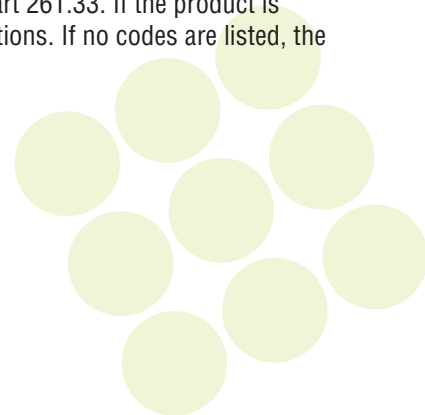 art 261.33. If the product is
tions. If no codes are listed, the